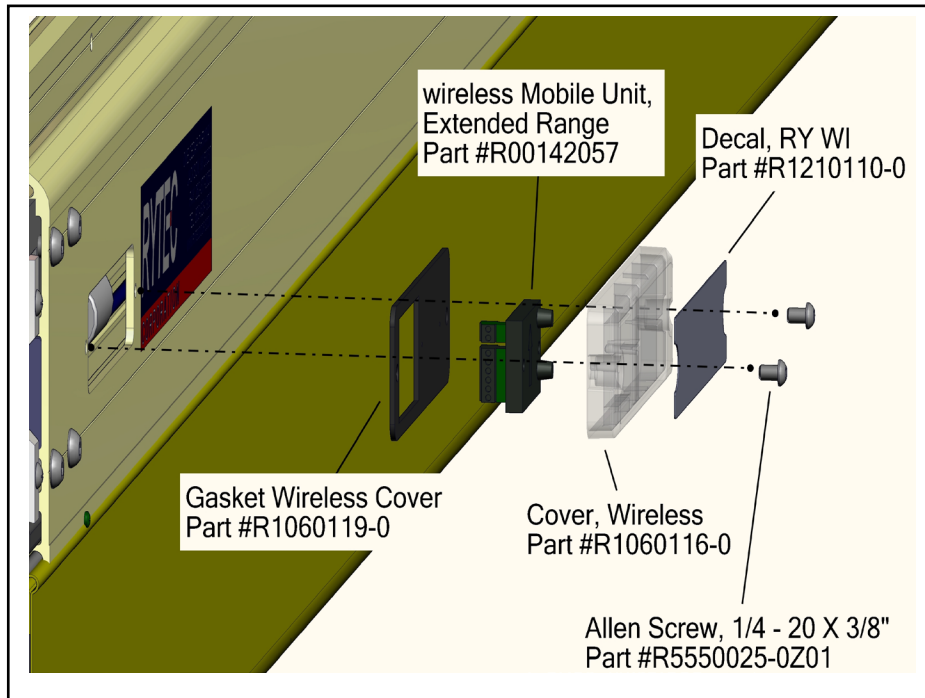 wireless Mobile Unit,
Extended Range
Part #R00142057
Decal, RY WI
Part #R1210110-0
RYTEC
Gasket Wireless Cover
Part #R1060119-0
Cover, Wireless
Part #R1060116-0
Allen Screw, 1/4 - 20 X 3/8"
Part #R5550025-0Z01